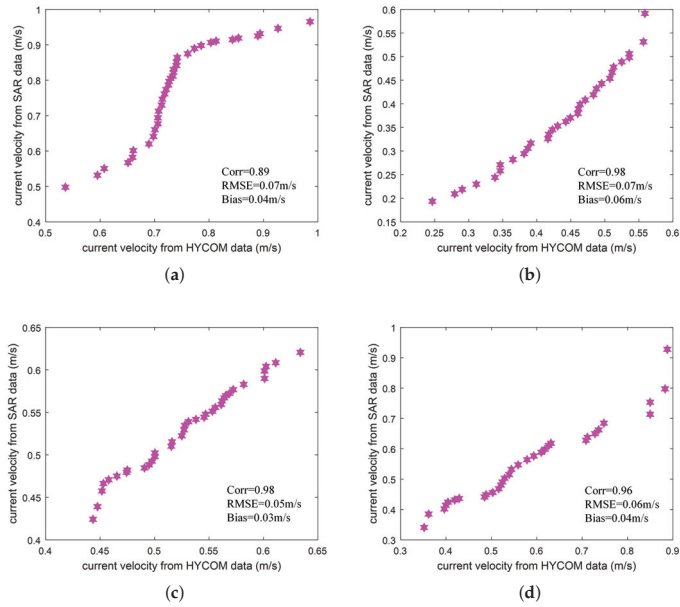 1
0.9
0.8
0.7
0.6
0.5
0.4
current velocity from SAR data (m/s)
Corr=0.89
RMSE=0.07m/s
Bias=0.04m/s
0.5 0.6 0.7 0.8 0.9 1
current velocity from HYCOM data (m/s)
(a)
0.6
0.55
0.5
0.45
0.4
0.35
0.3
0.25
0.2
0.15
current velocity from SAR data (m/s)
Corr=0.98
RMSE=0.07m/s
Bias=0.06m/s
0.2 0.25 0.3 0.35 0.4 0.45 0.5 0.55 0.6
current velocity from HYCOM data (m/s)
(b)
0.65
0.6
0.55
0.5
0.45
0.4
current velocity from SAR data (m/s)
Corr=0.98
RMSE=0.05m/s
Bias=0.03m/s
0.4 0.45 0.5 0.55 0.6 0.65
current velocity from HYCOM data (m/s)
(c)
1
0.9
0.8
0.7
0.6
0.5
0.4
0.3
current velocity from SAR data (m/s)
Corr=0.96
RMSE=0.06m/s
Bias=0.04m/s
0.3 0.4 0.5 0.6 0.7 0.8 0.9
current velocity from HYCOM data (m/s)
(d)